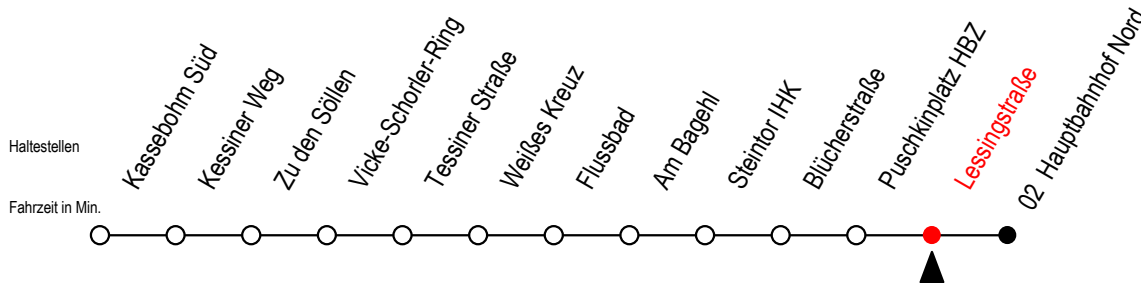 Haltestellen
Kassebohm Süd
Kessiner Weg
Zu den Söllen
Vicke-Schorler-Ring
Tessiner Straße
Weißes Kreuz
Flussbad
Am Bagehl
Steintor IHK
Blücherstraße
Puschkinplatz HBZ
Lessingstraße
02 Hauptbahnhof Nord
Fahrzeit in Min.